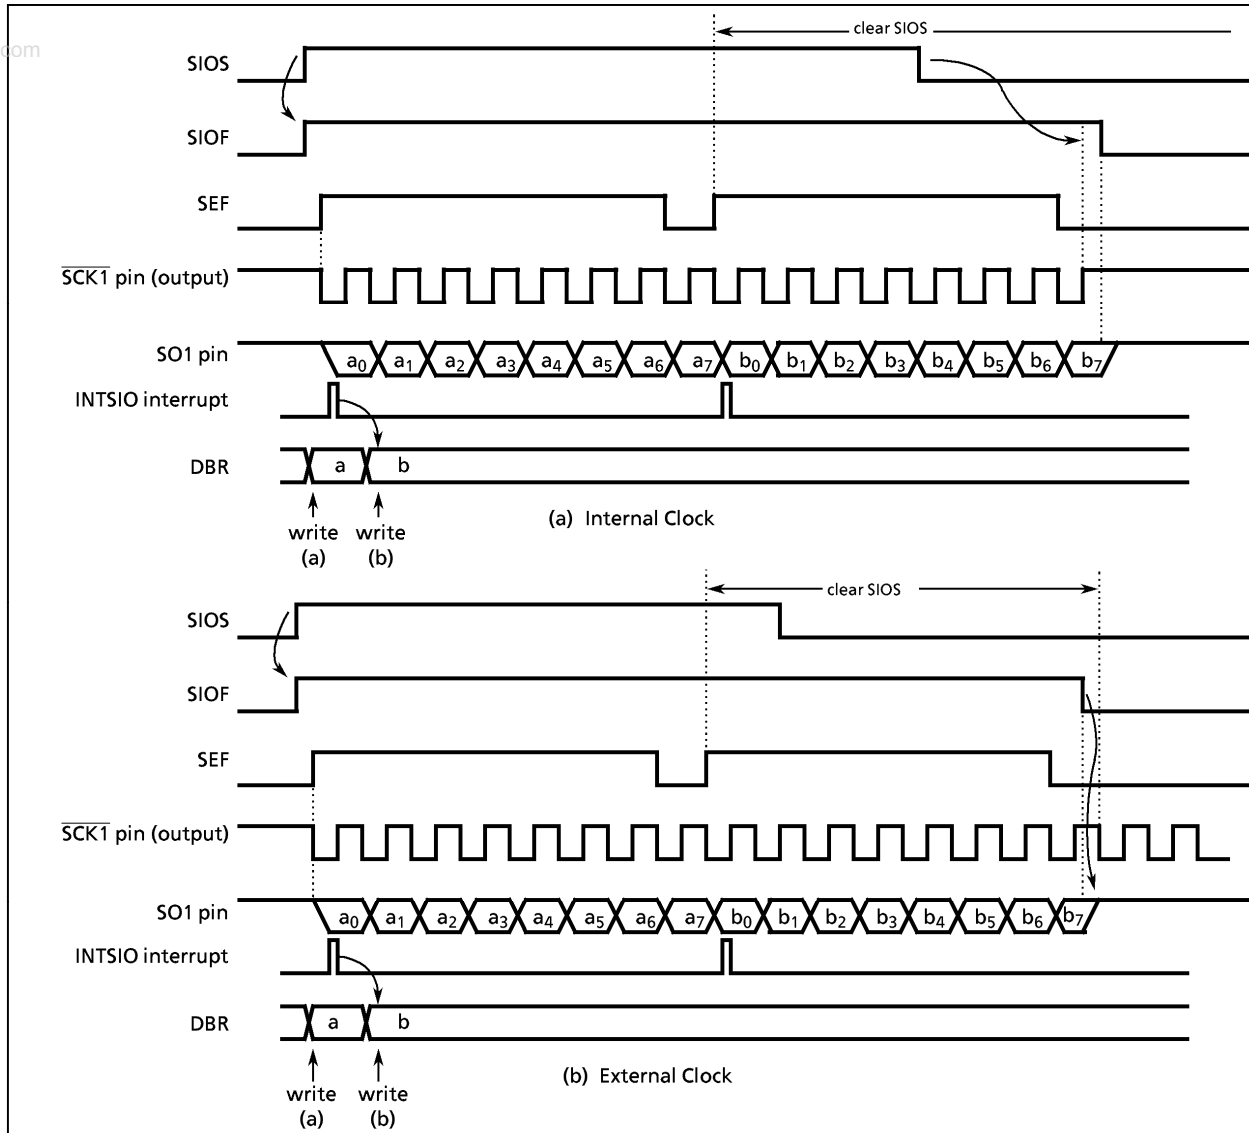 com
clear SIOS
SIOS
SIOF
SEF
SCK1 pin (output)
SO1 pin a0 a1 a2 a3 a4 a5 a6 a7 b0 b1 b2 b3 b4 b5 b6 b7
INTSIO interrupt
DBR a b
write write
(a) (b)
(a) Internal Clock
clear SIOS
SIOS
SIOF
SEF
SCK1 pin (output)
SO1 pin a0 a1 a2 a3 a4 a5 a6 a7 b0 b1 b2 b3 b4 b5 b6 b7
INTSIO interrupt
DBR a b
write write
(a) (b)
(b) External Clock